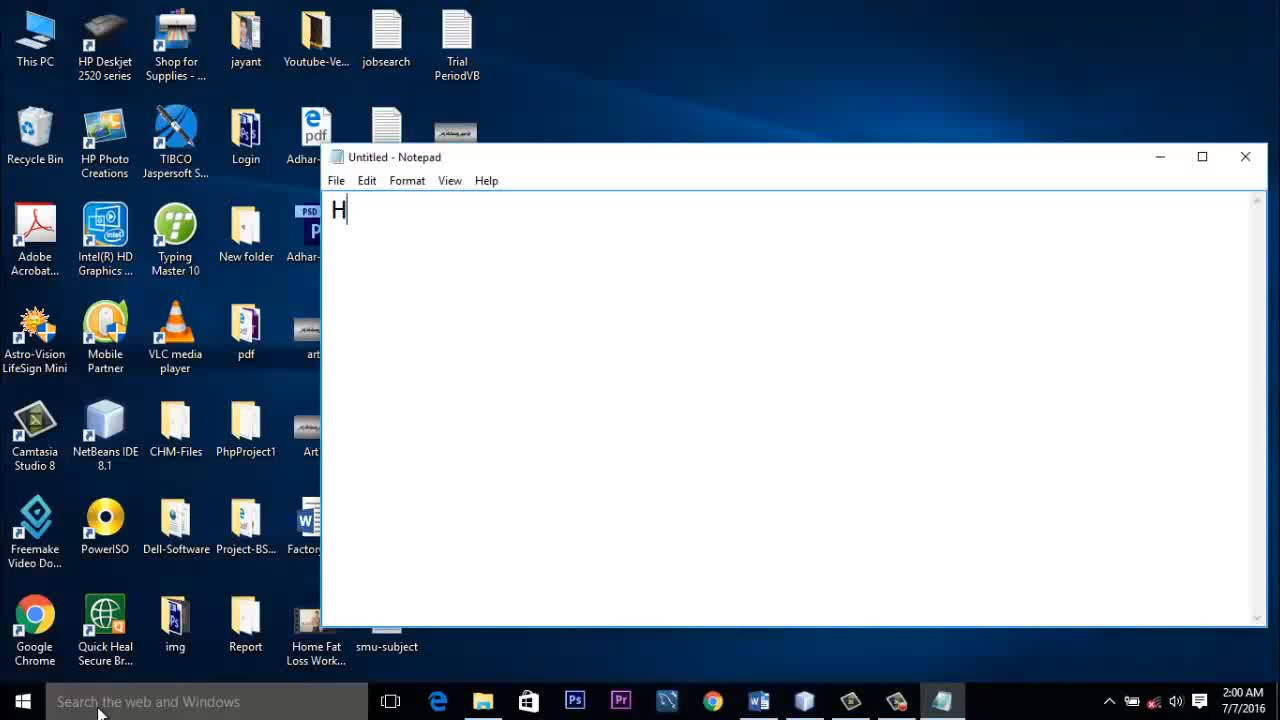 This PC
HP Deskjet
2520 series
Shop for
Supplies - ...
jayant
Youtube-Ve...
jobsearch
Trial
PeriodVB
Recycle Bin
HP Photo
Creations
TIBCO
Jaspersoft S...
Login
pdf
Adhar-
Untitled - Notepad
File Edit Format View Help
H
Adobe
Acrobat...
Intel(R) HD
Graphics ...
Typing
Master 10
New folder
PSD
Adhar-
Astro-Vision
LifeSign Mini
Mobile
Partner
VLC media
player
pdf
art
Camtasia
Studio 8
NetBeans IDE
8.1
CHM-Files
PhpProject1
Art
Freemake
Video Do...
PowerISO
Dell-Software
Project-BS...
Factory
Google
Chrome
Quick Heal
Secure Br...
img
Report
Home Fat
Loss Work...
smu-subject
Search the web and Windows
Ps
Pr
2:00 AM
7/7/2016